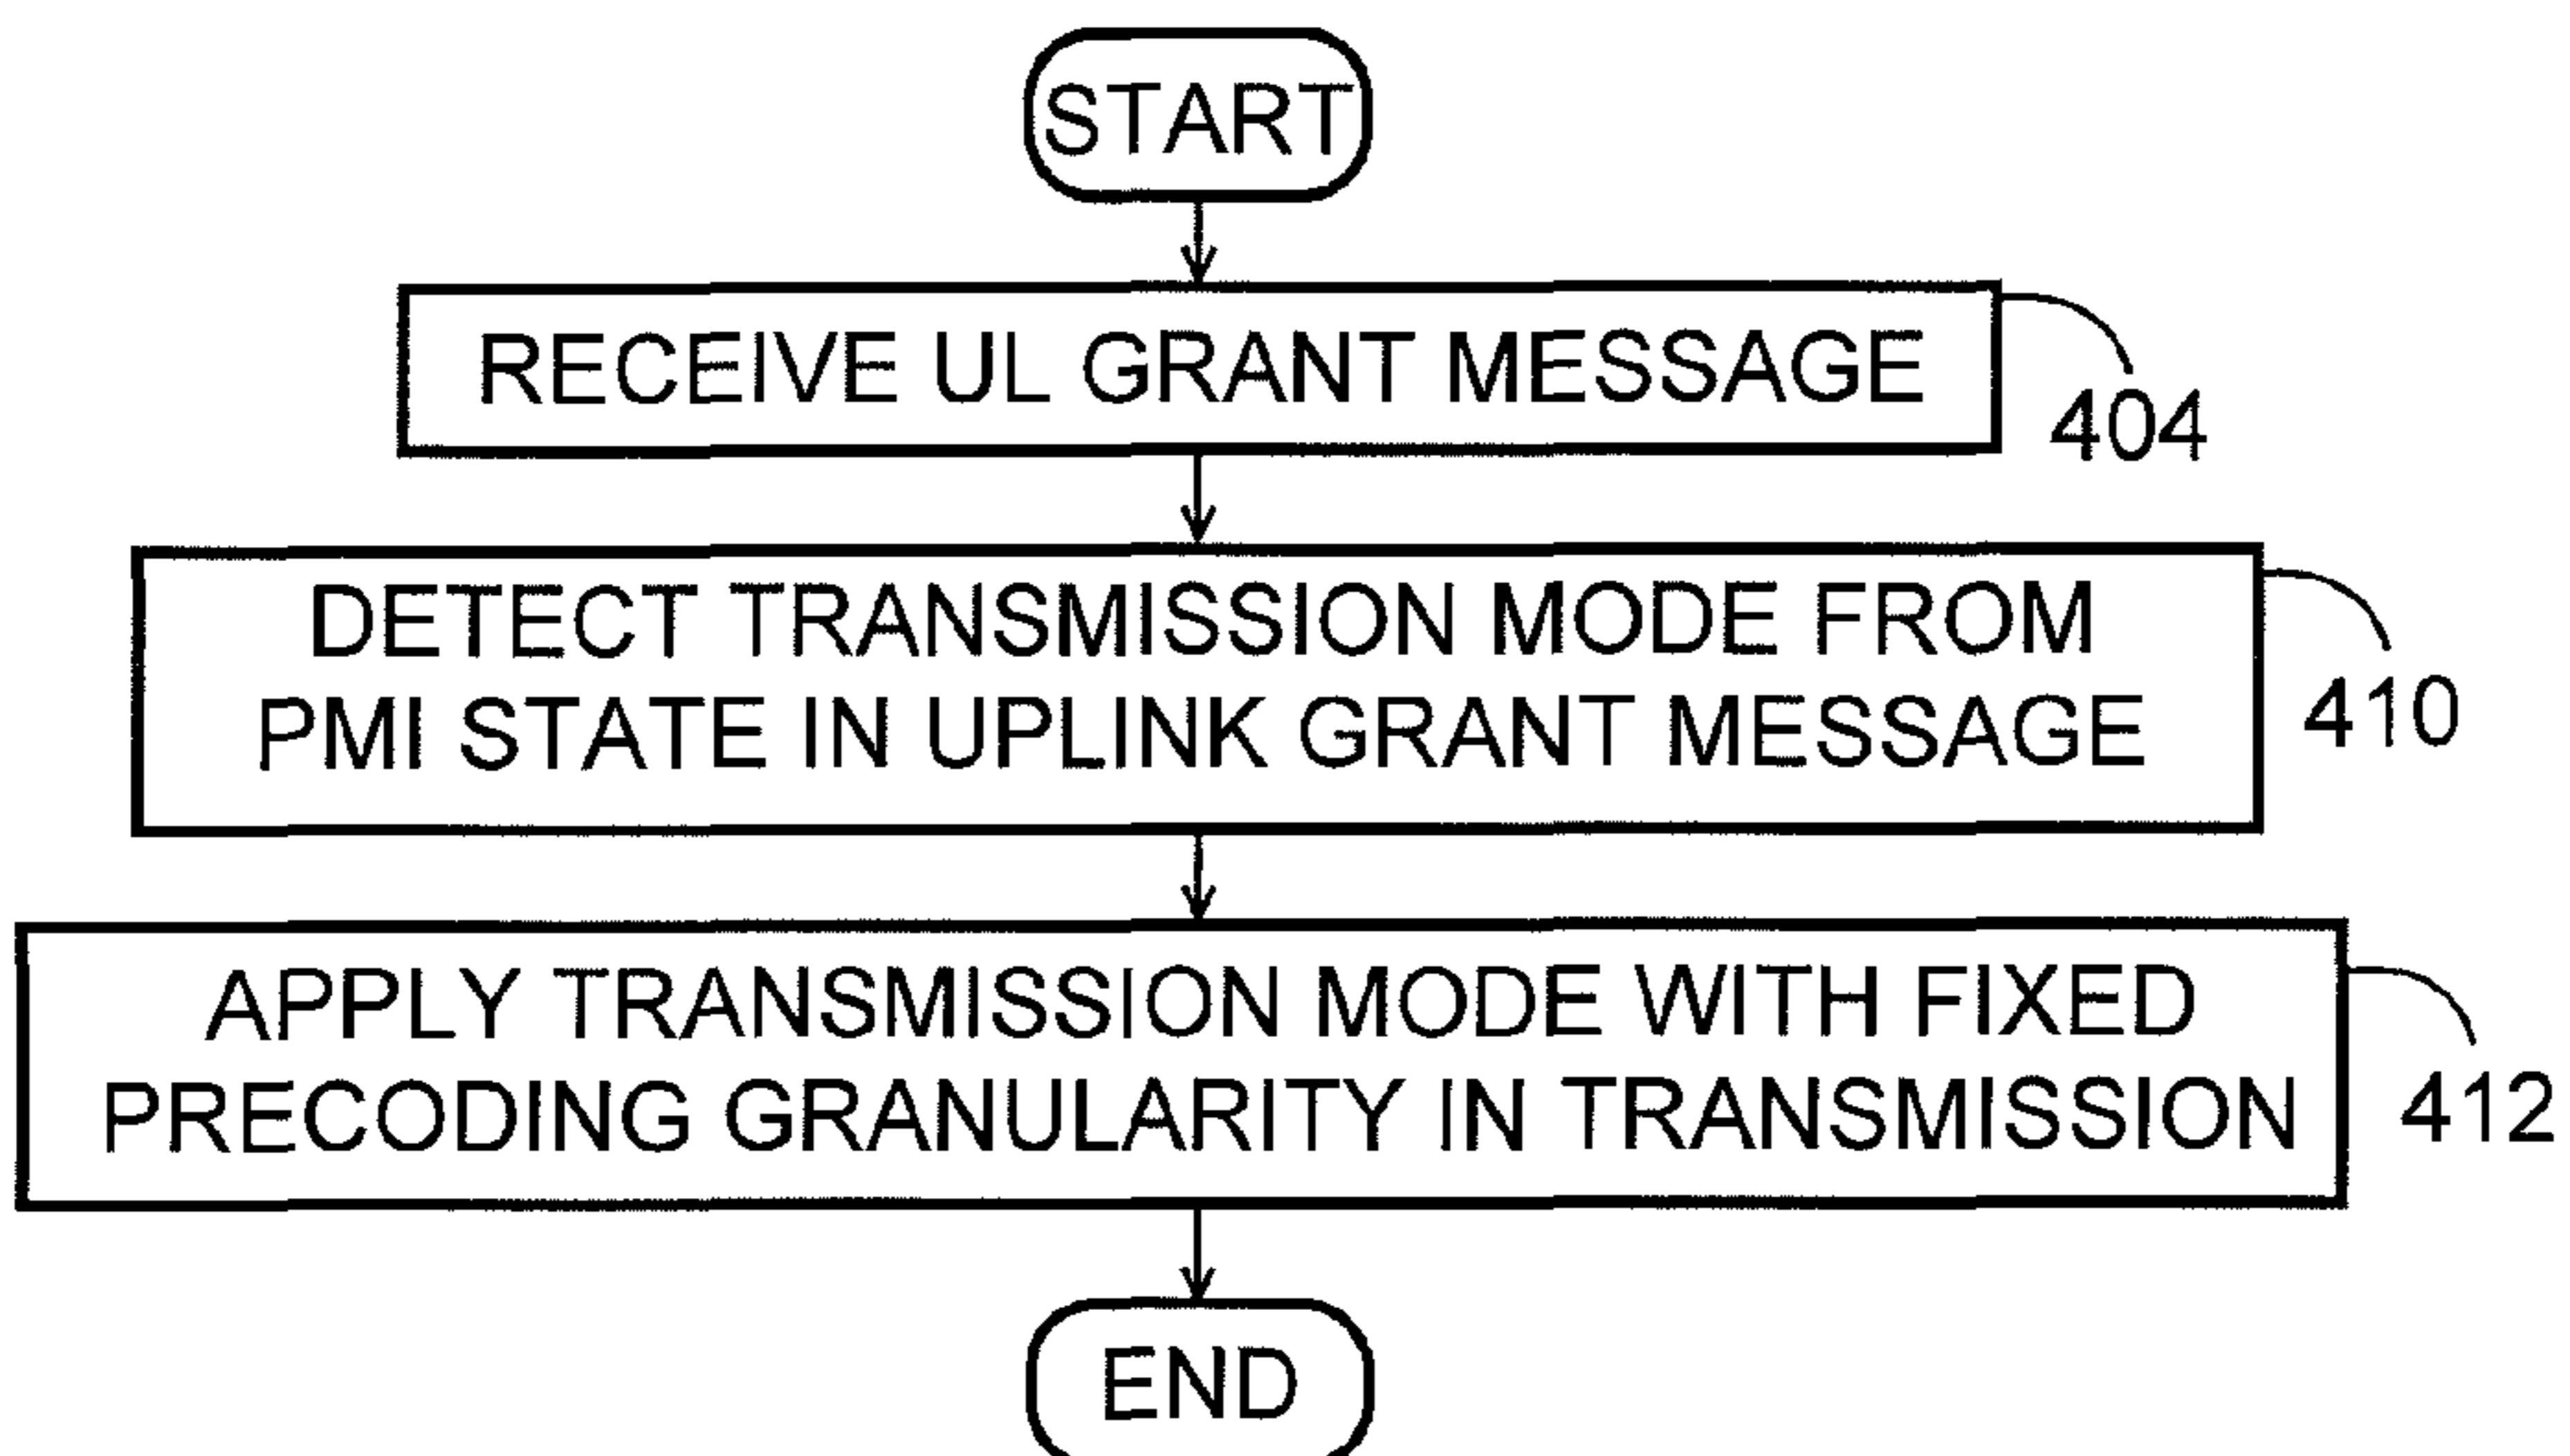 START
RECEIVE UL GRANT MESSAGE
404
DETECT TRANSMISSION MODE FROM
PMI STATE IN UPLINK GRANT MESSAGE
410
APPLY TRANSMISSION MODE WITH FIXED
PRECODING GRANULARITY IN TRANSMISSION
412
END